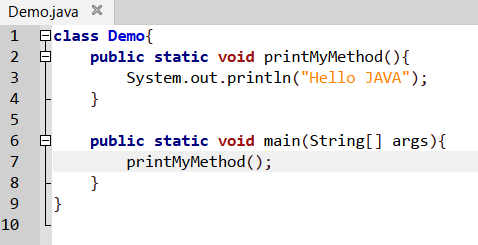 Demo.java
1 class Demo{
2     public static void printMyMethod(){
3         System.out.println("Hello JAVA");
4     }
5
6     public static void main(String[] args){
7         printMyMethod();
8     }
9 }
10